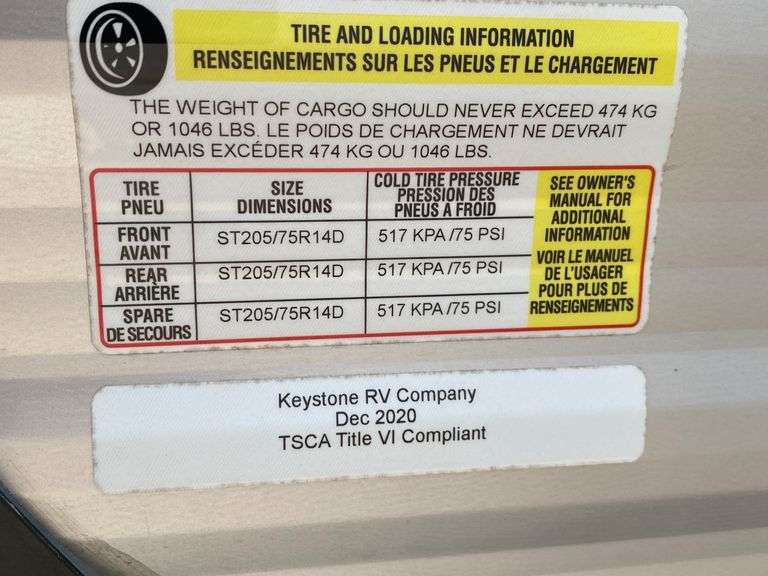 TIRE AND LOADING INFORMATION
RENSEIGNEMENTS SUR LES PNEUS ET LE CHARGEMENT
THE WEIGHT OF CARGO SHOULD NEVER EXCEED 474 KG
OR 1046 LBS. LE POIDS DE CHARGEMENT NE DEVRAIT
JAMAIS EXCÉDER 474 KG OU 1046 LBS.
TIRE
PNEU
SIZE
DIMENSIONS
COLD TIRE PRESSURE
PRESSION DES
PNEUS A FROID
FRONT
AVANT
ST205/75R14D
517 KPA /75 PSI
REAR
ARRIÈRE
ST205/75R14D
517 KPA /75 PSI
SPARE
DE SECOURS
ST205/75R14D
517 KPA /75 PSI
SEE OWNER'S
MANUAL FOR
ADDITIONAL
INFORMATION
VOIR LE MANUEL
DE L'USAGER
POUR PLUS DE
RENSEIGNEMENTS
Keystone RV Company
Dec 2020
TSCA Title VI Compliant